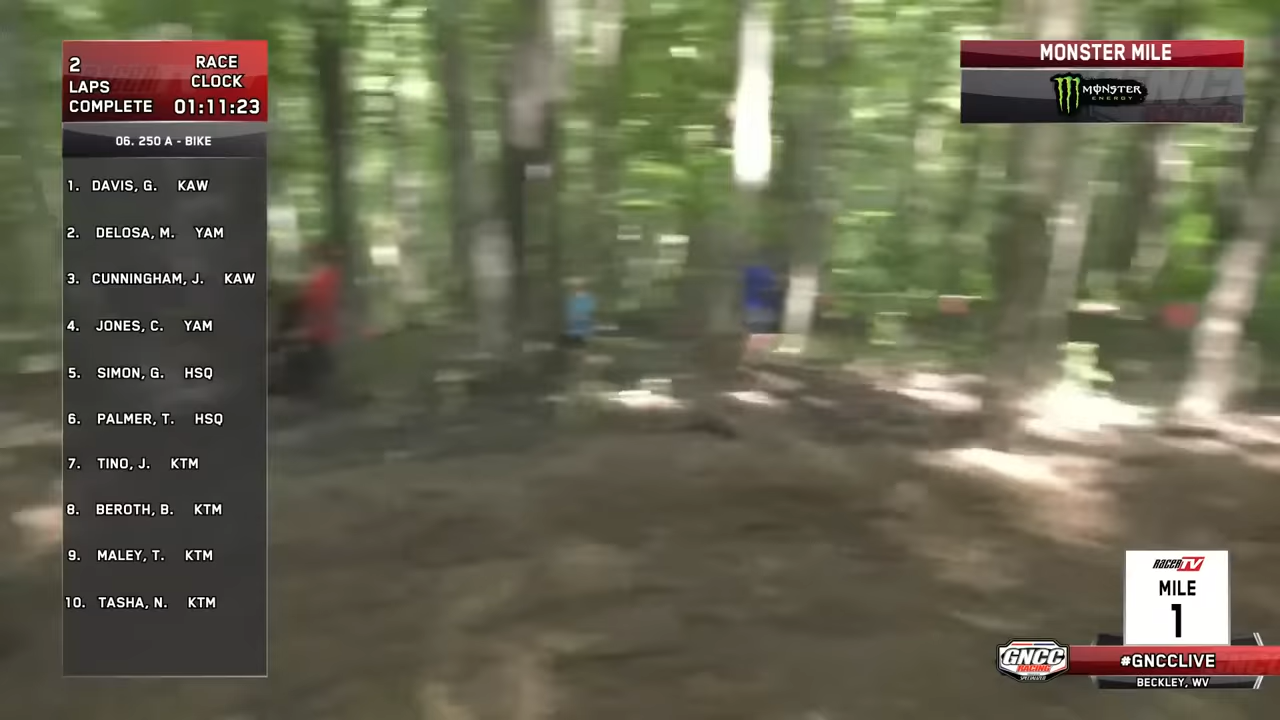 2
LAPS
COMPLETE
RACE
CLOCK
01:11:23
06. 250 A - BIKE
1. DAVIS, G. KAW
2. DELOSA, M. YAM
3. CUNNINGHAM, J. KAW
4. JONES, C. YAM
5. SIMON, G. HSQ
6. PALMER, T. HSQ
7. TINO, J. KTM
8. BEROTH, B. KTM
9. MALEY, T. KTM
10. TASHA, N. KTM
MONSTER MILE
MONSTER
ENERGY
RACER TV
MILE
1
GNCC
RACING
#GNCCLIVE
BECKLEY, WV